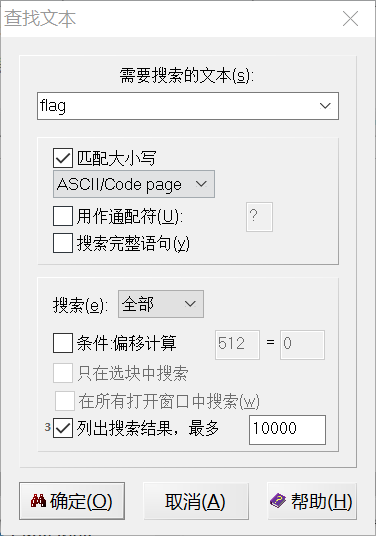 查找文本
需要搜索的文本(s):
flag
匹配大小写
ASCII/Code page
用作通配符(U): ?
搜索完整语句(y)
搜索(e): 全部
条件:偏移计算 512 = 0
只在选块中搜索
在所有打开窗口中搜索(w)
3 列出搜索结果，最多 10000
确定(O) 取消(A) 帮助(H)